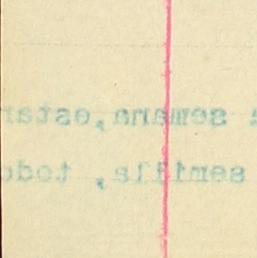 semana, estar
semilla, todo